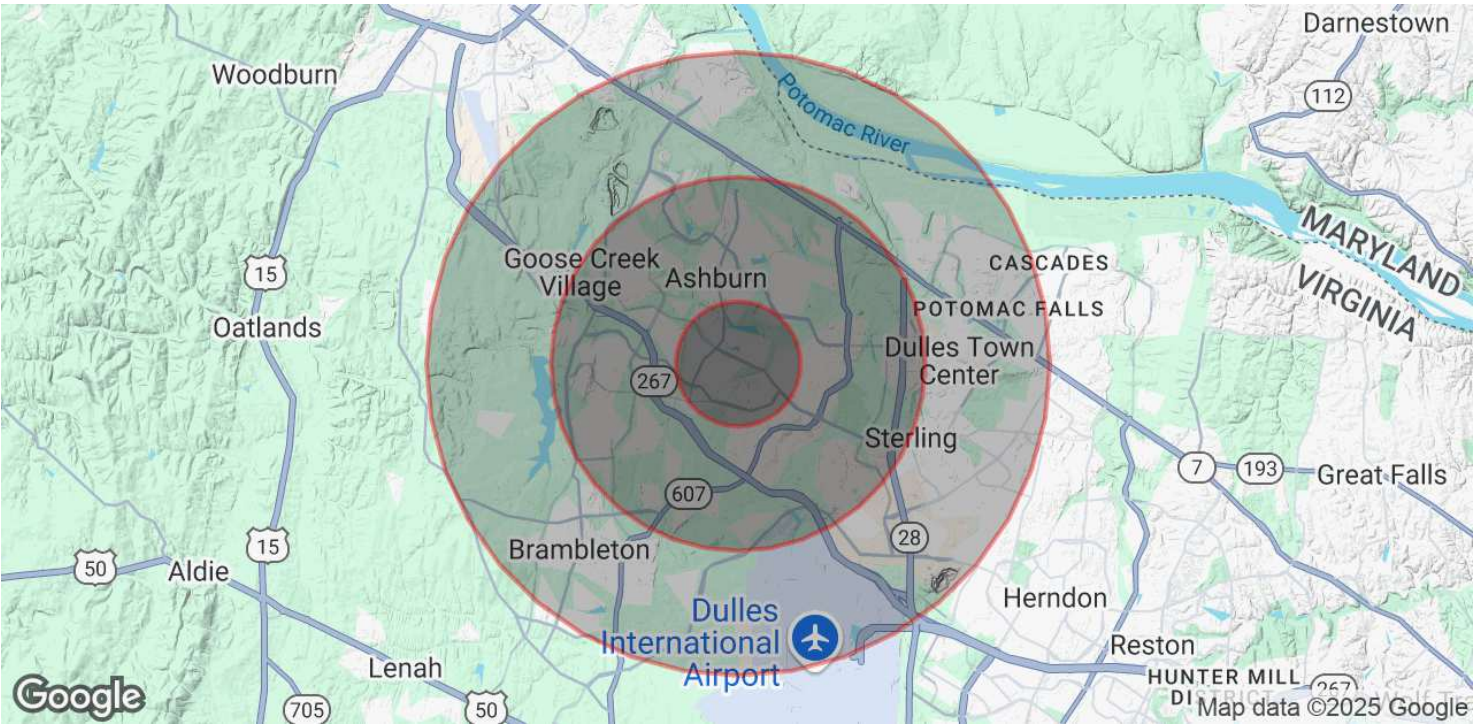 Darnestown
Woodburn
112
Potomac River
MARYLAND
VIRGINIA
Goose Creek
Village
Ashburn
CASCADES
15
POTOMAC FALLS
Oatlands
Dulles Town
Center
267
Sterling
7
193
Great Falls
607
28
15
Brambleton
50
Aldie
Dulles
International
Airport
Herndon
Reston
Lenah
HUNTER MILL
DISTRICT
267
Google
705
50
Map data ©2025 Google